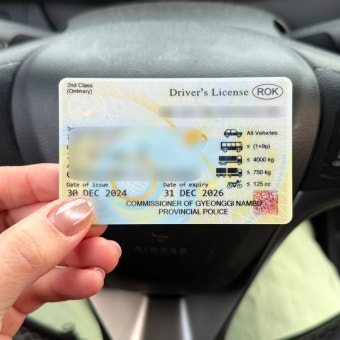 2nd Class
(Ordinary)
Driver's License ROK
All Vehicles
≤ (1+9p)
≤ 4000 kg
≤ 750 kg
≤ 125 cc
Date of issue Date of expiry
30 DEC 2024 31 DEC 2026
COMMISSIONER OF GYEONGGI NAMBU
PROVINCIAL POLICE